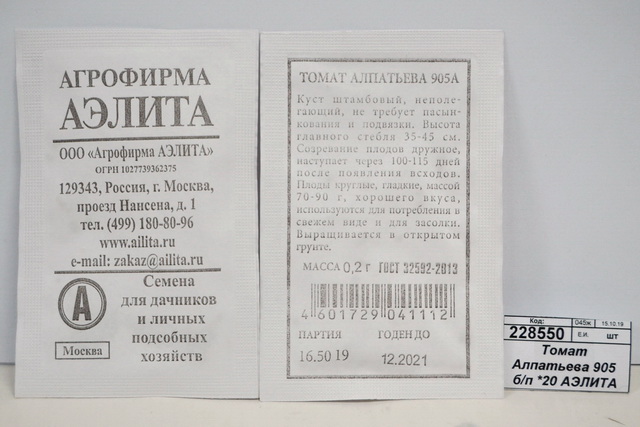 АГРОФИРМА
АЭЛИТА
ООО «Агрофирма АЭЛИТА»
ОГРН 1027739362375
129343, Россия, г. Москва,
проезд Нансена, д. 1
тел. (499) 180-80-96
www.ailita.ru
e-mail: zakaz@ailita.ru
А
Семена
для дачников
и личных
подсобных
хозяйств
Москва
ТОМАТ АЛПАТЬЕВА 905А
Куст штамбовый, неполе-
гающий, не требует пасын-
кования и подвязки. Высота
главного стебля 35-45 см.
Созревание плодов дружное,
наступает через 100-115 дней
после появления всходов.
Плоды круглые, гладкие, массой
70-90 г, хорошего вкуса,
используются для потребления в
свежем виде и для засолки.
Выращивается в открытом
грунте.
МАССА 0,2 г ГОСТ 32592-2013
4 601729 041112
ПАРТИЯ ГОДЕН ДО
16.50 19 12.2021
Код: 045ж 15.10.19
228550 Е.И. шт
Томат
Алпатьева 905
б/п *20 АЭЛИТА